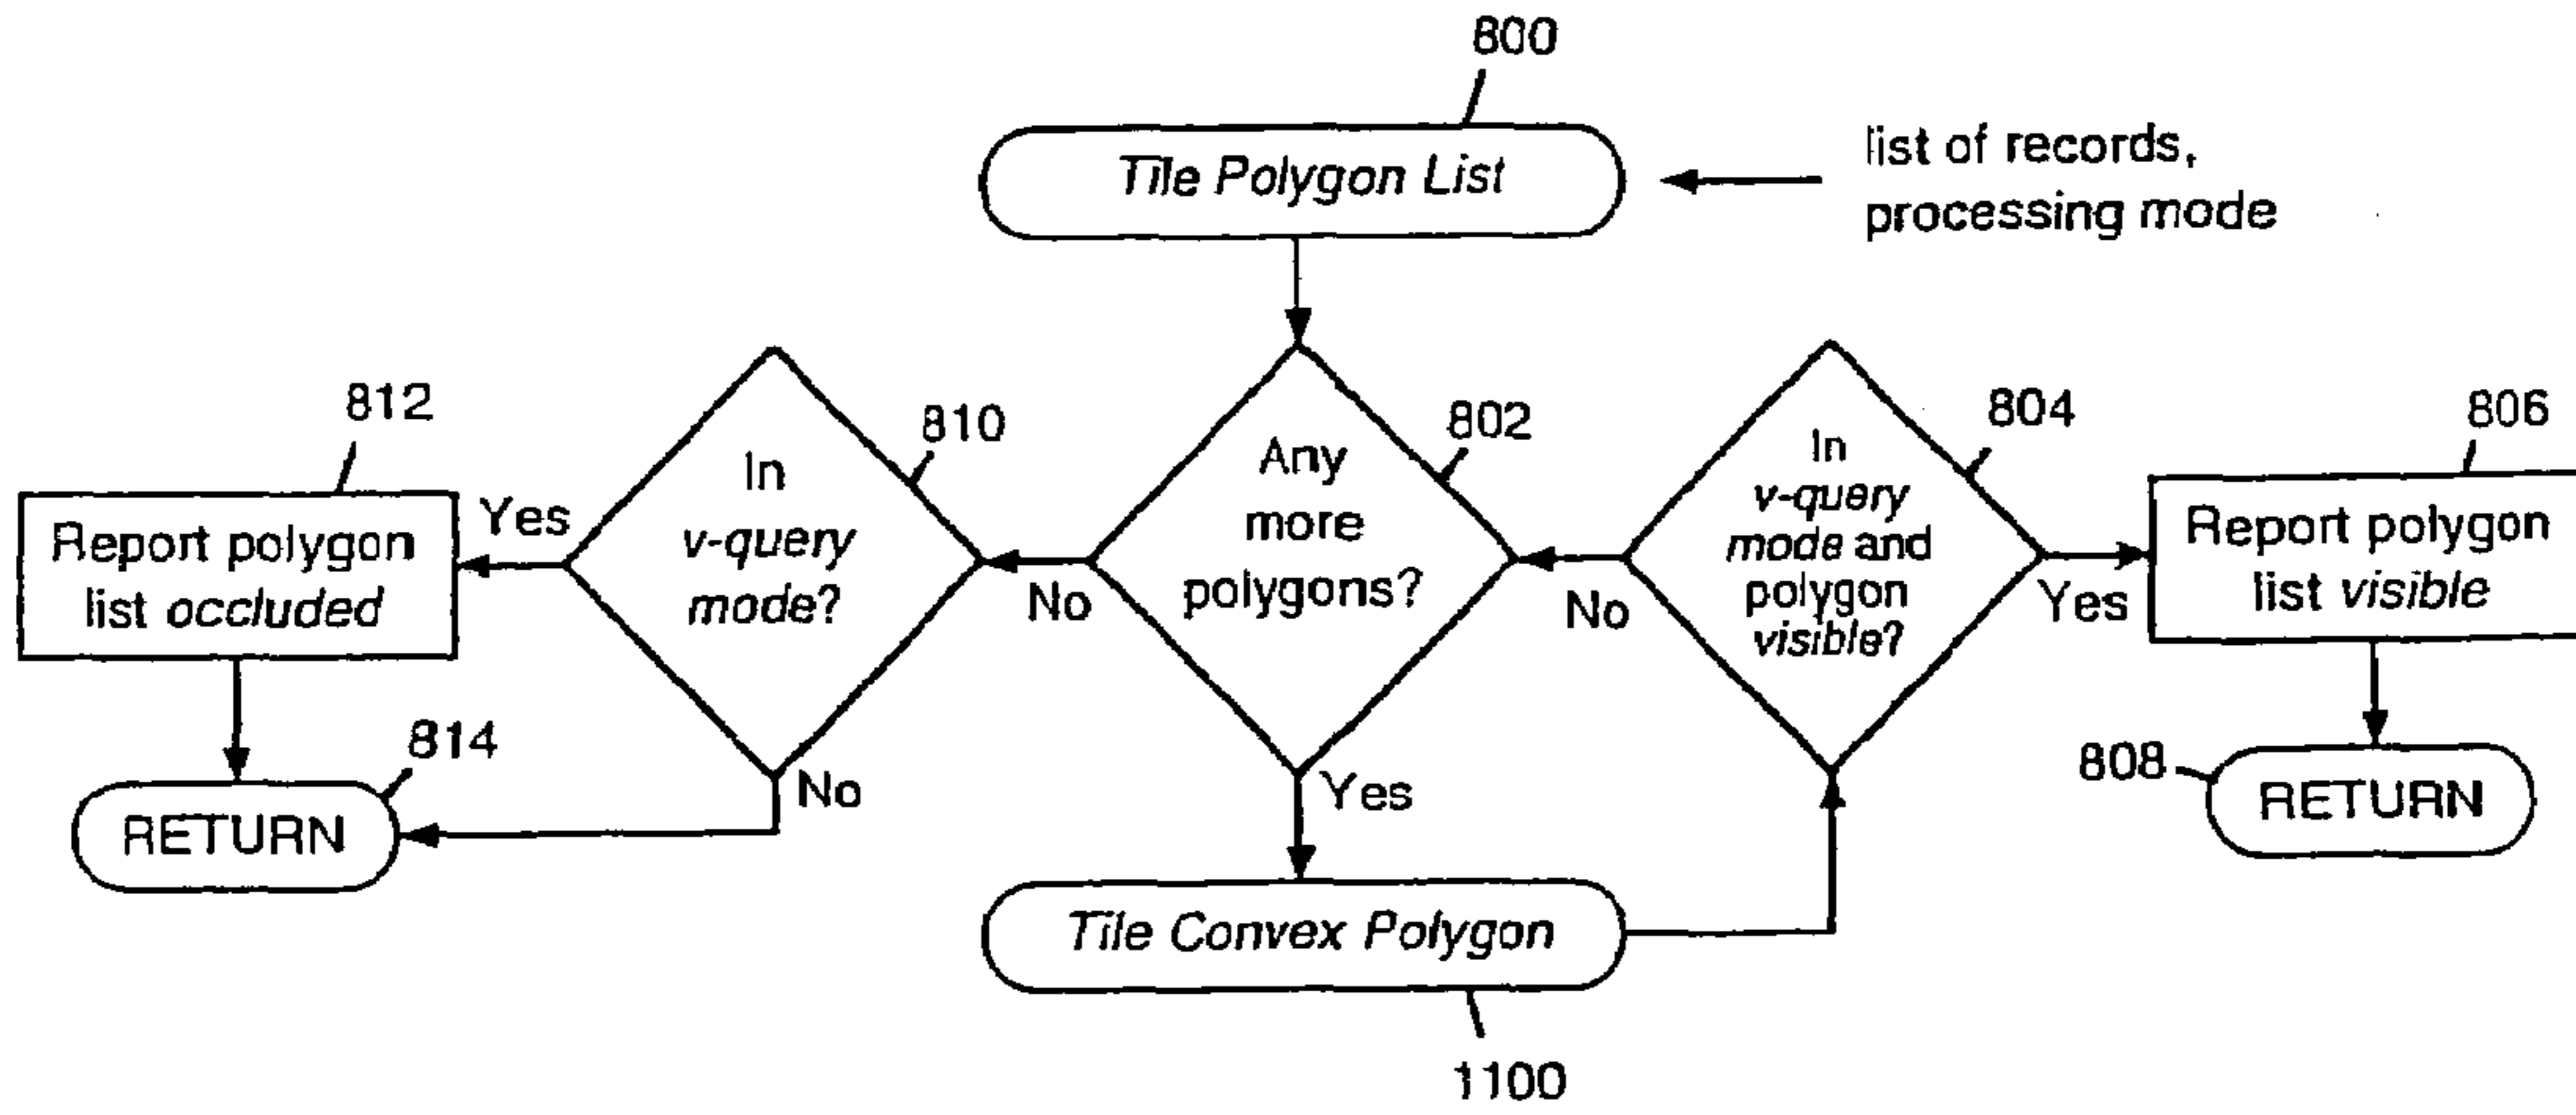 800
Tile Polygon List
list of records,
processing mode
812
810
802
804
806
Report polygon
list occluded
Yes
In
v-query
mode?
No
Any
more
polygons?
No
In
v-query
mode and
polygon
visible?
Yes
Report polygon
list visible
814
RETURN
No
Yes
808
RETURN
Tile Convex Polygon
1100